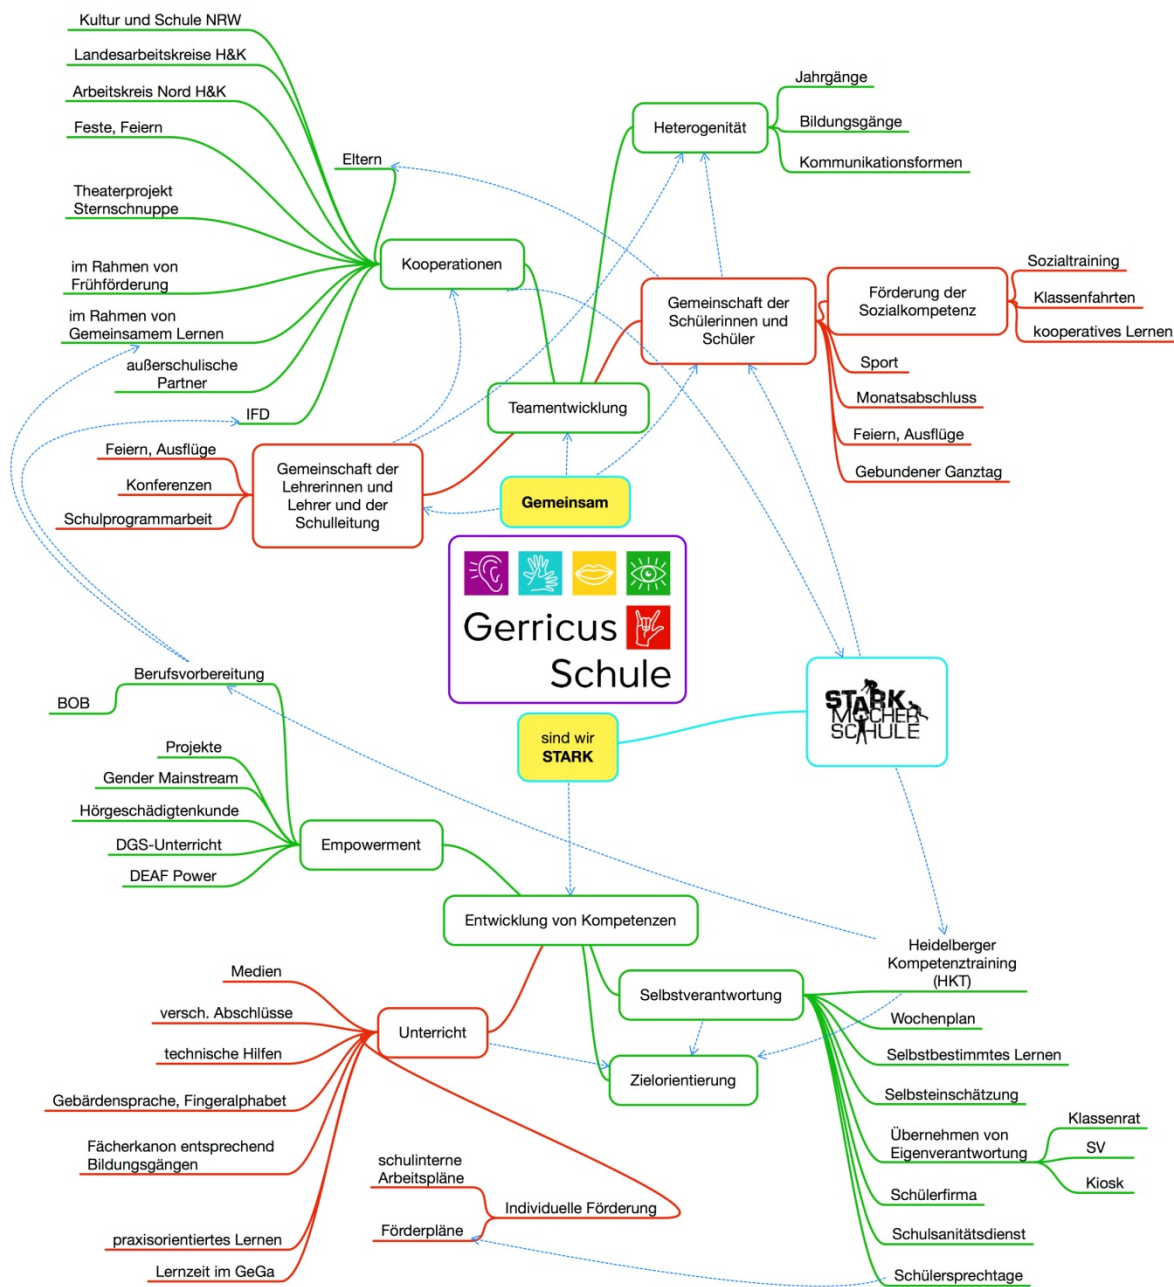 Kultur und Schule NRW
Landesarbeitskreise H&K
Arbeitskreis Nord H&K
Feste, Feiern
Eltern
Theaterprojekt
Sternschnuppe
im Rahmen von
Frühförderung
im Rahmen von
Gemeinsamem Lernen
außerschulische
Partner
IFD
Kooperationen
Heterogenität
Jahrgänge
Bildungsgänge
Kommunikationsformen
Gemeinschaft der
Schülerinnen und
Schüler
Förderung der
Sozialkompetenz
Sozialtraining
Klassenfahrten
kooperatives Lernen
Sport
Monatsabschluss
Feiern, Ausflüge
Gebundener Ganztag
Teamentwicklung
Feiern, Ausflüge
Konferenzen
Schulprogrammarbeit
Gemeinschaft der
Lehrerinnen und
Lehrer und der
Schulleitung
Gemeinsam
Gerricus
Schule
sind wir
STARK
STARK
MACHER
SCHULE
Berufsvorbereitung
BOB
Projekte
Gender Mainstream
Hörgeschädigtenkunde
DGS-Unterricht
DEAF Power
Empowerment
Entwicklung von Kompetenzen
Medien
versch. Abschlüsse
technische Hilfen
Gebärdensprache, Fingeralphabet
Fächerkanon entsprechend
Bildungsgängen
praxisorientiertes Lernen
Lernzeit im GeGa
Unterricht
schulinterne
Arbeitspläne
Förderpläne
Individuelle Förderung
Selbstverantwortung
Zielorientierung
Heidelberger
Kompetenztraining
(HKT)
Wochenplan
Selbstbestimmtes Lernen
Selbsteinschätzung
Übernehmen von
Eigenverantwortung
Klassenrat
SV
Kiosk
Schülerfirma
Schulsanitätsdienst
Schülersprechtage